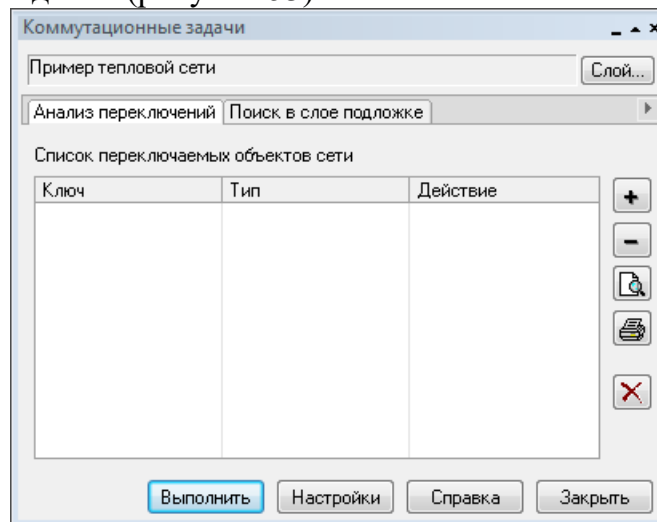 Коммутационные задачи
Пример тепловой сети
Слой...
Анализ переключений Поиск в слое подложке
Список переключаемых объектов сети
Ключ Тип Действие
Выполнить Настройки Справка Закрыть